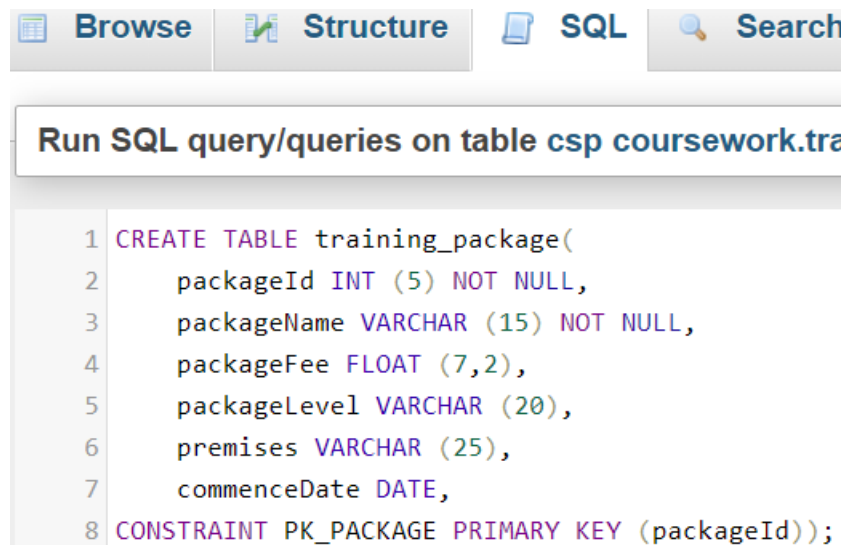 Browse Structure SQL Search
Run SQL query/queries on table csp coursework.tra
1 CREATE TABLE training_package(
2 packageId INT (5) NOT NULL,
3 packageName VARCHAR (15) NOT NULL,
4 packageFee FLOAT (7,2),
5 packageLevel VARCHAR (20),
6 premises VARCHAR (25),
7 commenceDate DATE,
8 CONSTRAINT PK_PACKAGE PRIMARY KEY (packageId));